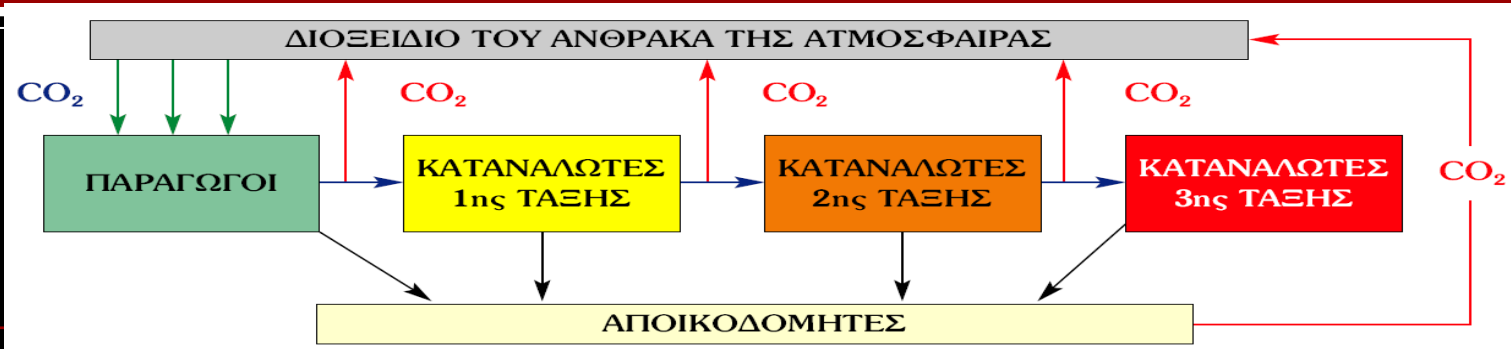 ΔΙΟΞΕΙΔΙΟ ΤΟΥ ΑΝΘΡΑΚΑ ΤΗΣ ΑΤΜΟΣΦΑΙΡΑΣ
CO₂
CO₂
CO₂
CO₂
ΠΑΡΑΓΩΓΟΙ
ΚΑΤΑΝΑΛΩΤΕΣ
1ης ΤΑΞΗΣ
ΚΑΤΑΝΑΛΩΤΕΣ
2ης ΤΑΞΗΣ
ΚΑΤΑΝΑΛΩΤΕΣ
3ης ΤΑΞΗΣ
CO₂
ΑΠΟΙΚΟΔΟΜΗΤΕΣ